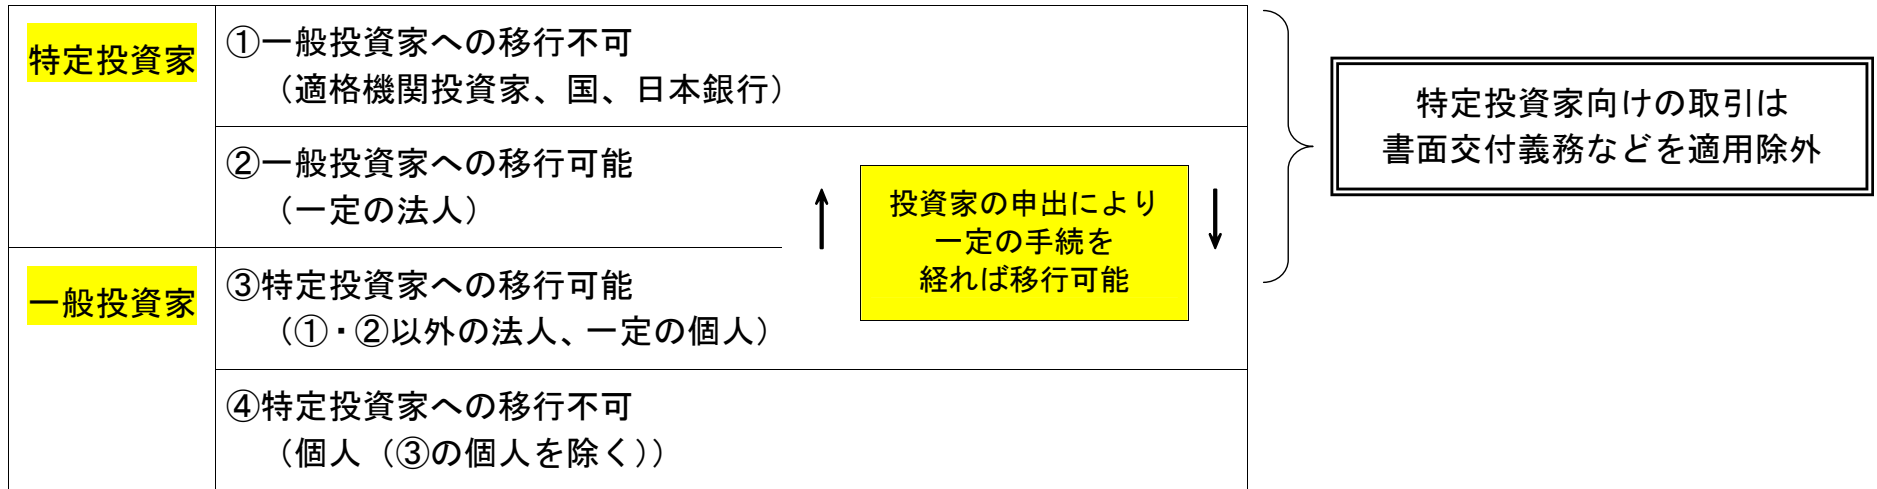 特定投資家
①一般投資家への移行不可
（適格機関投資家、国、日本銀行）
②一般投資家への移行可能
（一定の法人）
一般投資家
③特定投資家への移行可能
（①・②以外の法人、一定の個人）
④特定投資家への移行不可
（個人（③の個人を除く））
↑
投資家の申出により
一定の手続を
経れば移行可能
↓
特定投資家向けの取引は
書面交付義務などを適用除外